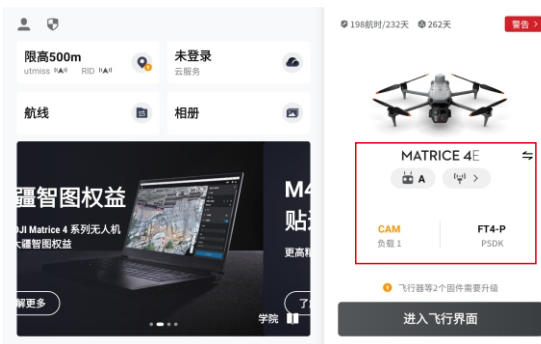 限高500m
utmiss RID
未登录
云服务
航线
相册
疆智图权益
DJI Matrice 4 系列无人机
大疆智图权益
解更多
M4
贴近
更高精
了
学院
198航时/232天 262天
警告 >
MATRICE 4E
A
CAM
负载 1
FT4-P
PSDK
飞行器等2个固件需要升级
进入飞行界面